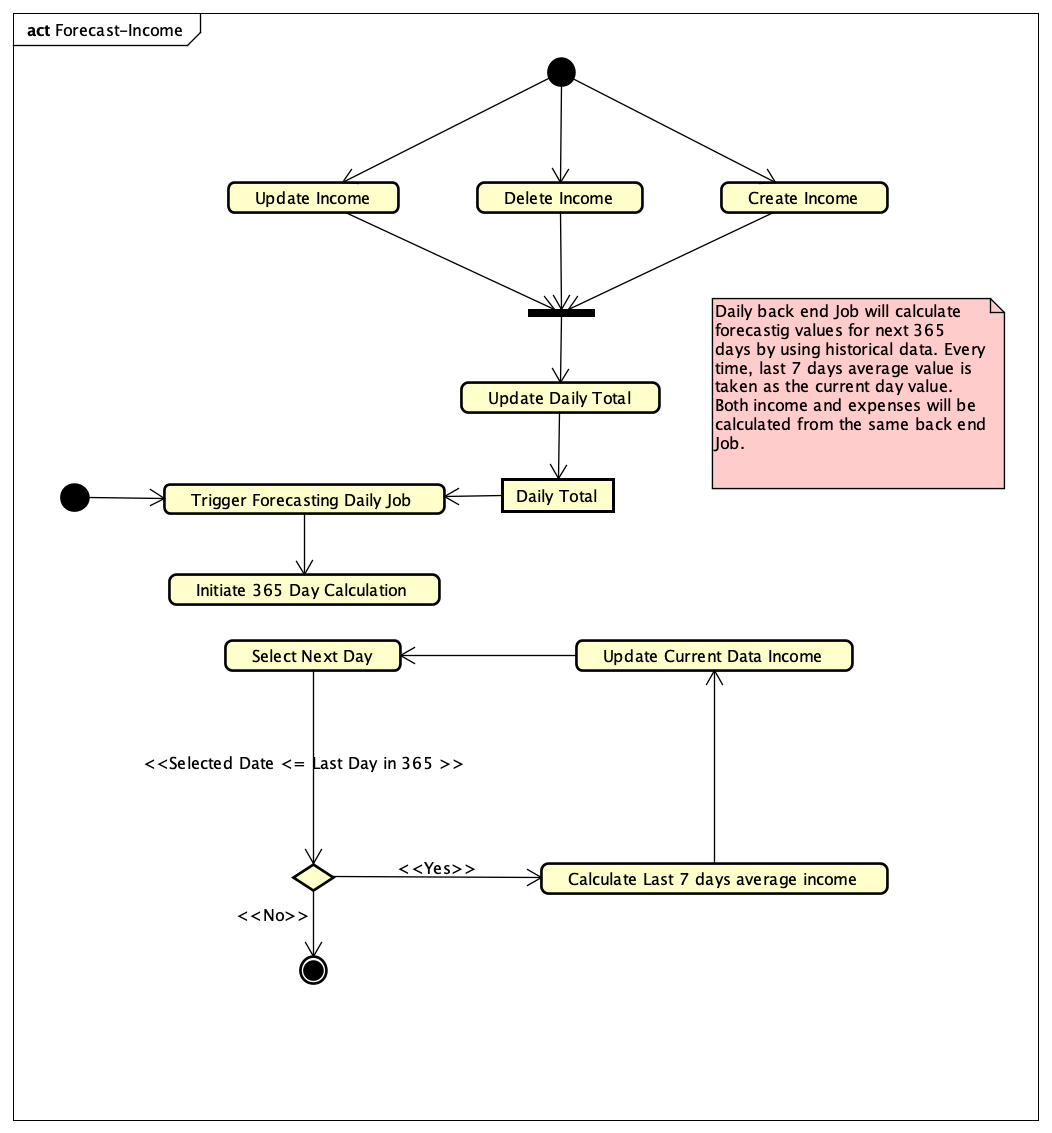 act Forecast-Income
Update Income
Delete Income
Create Income
Daily back end Job will calculate
forecastig values for next 365
days by using historical data. Every
time, last 7 days average value is
taken as the current day value.
Both income and expenses will be
calculated from the same back end
Job.
Update Daily Total
Trigger Forecasting Daily Job
Daily Total
Initiate 365 Day Calculation
Select Next Day
Update Current Data Income
<<Selected Date <= Last Day in 365 >>
<<Yes>>
Calculate Last 7 days average income
<<No>>